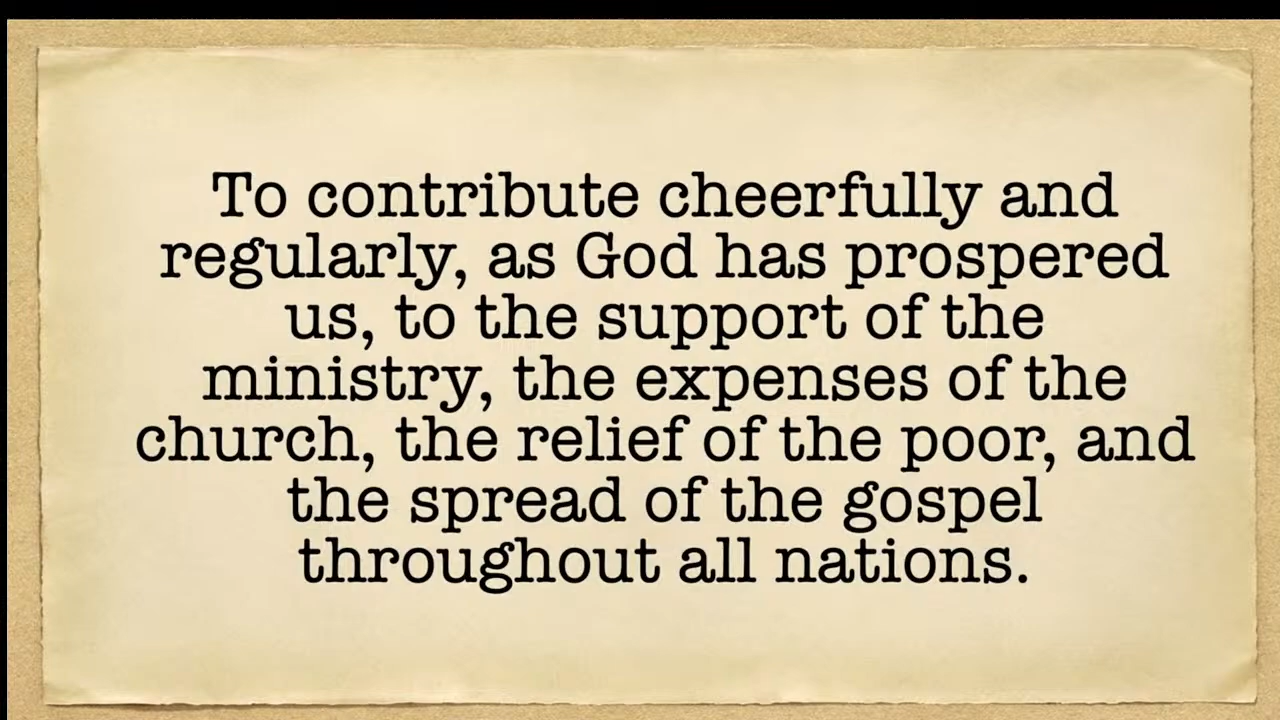 To contribute cheerfully and
regularly, as God has prospered
us, to the support of the
ministry, the expenses of the
church, the relief of the poor, and
the spread of the gospel
throughout all nations.